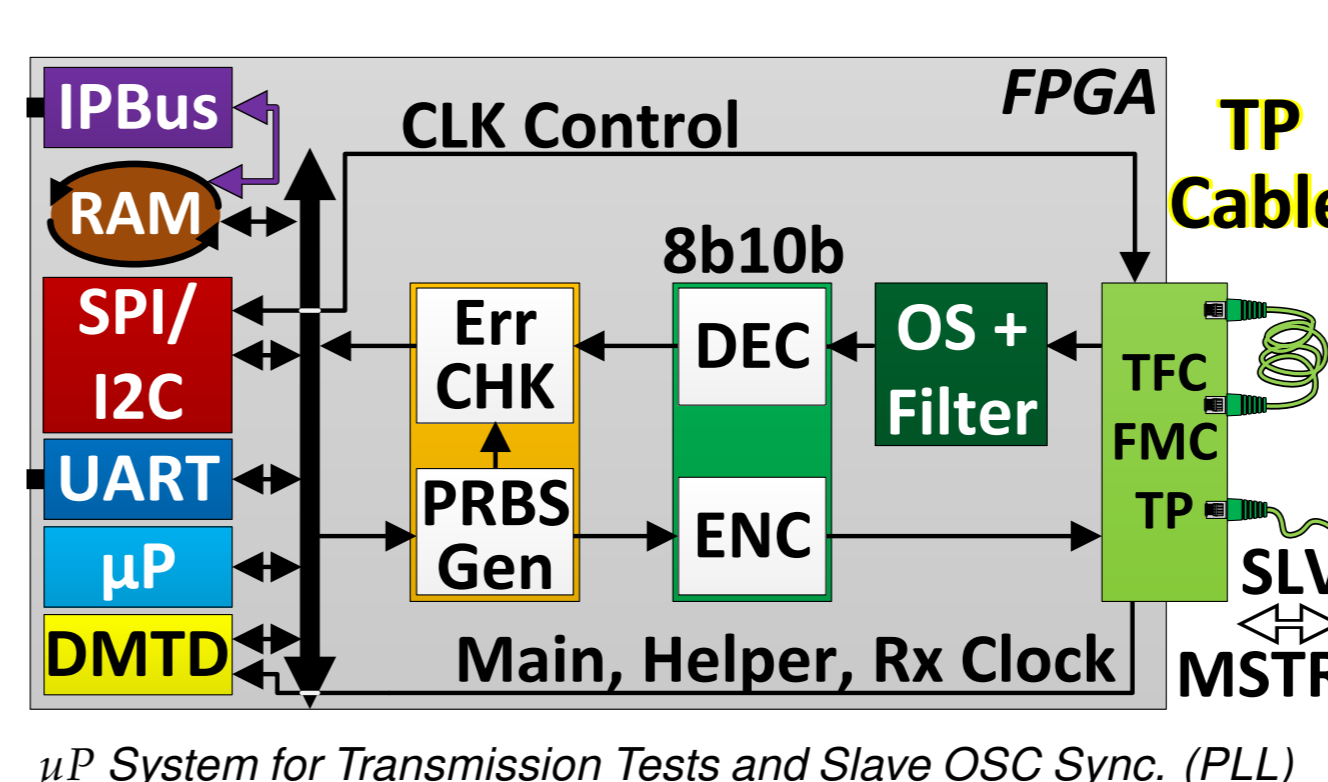 FPGA
IPBus
CLK Control
TP
Cable
RAM
8b10b
SPI/
I2C
Err
CHK
DEC
OS +
Filter
TFC
FMC
TP
UART
PRBS
Gen
ENC
µP
DMTD
Main, Helper, Rx Clock
SLV
MSTR
µP System for Transmission Tests and Slave OSC Sync. (PLL)